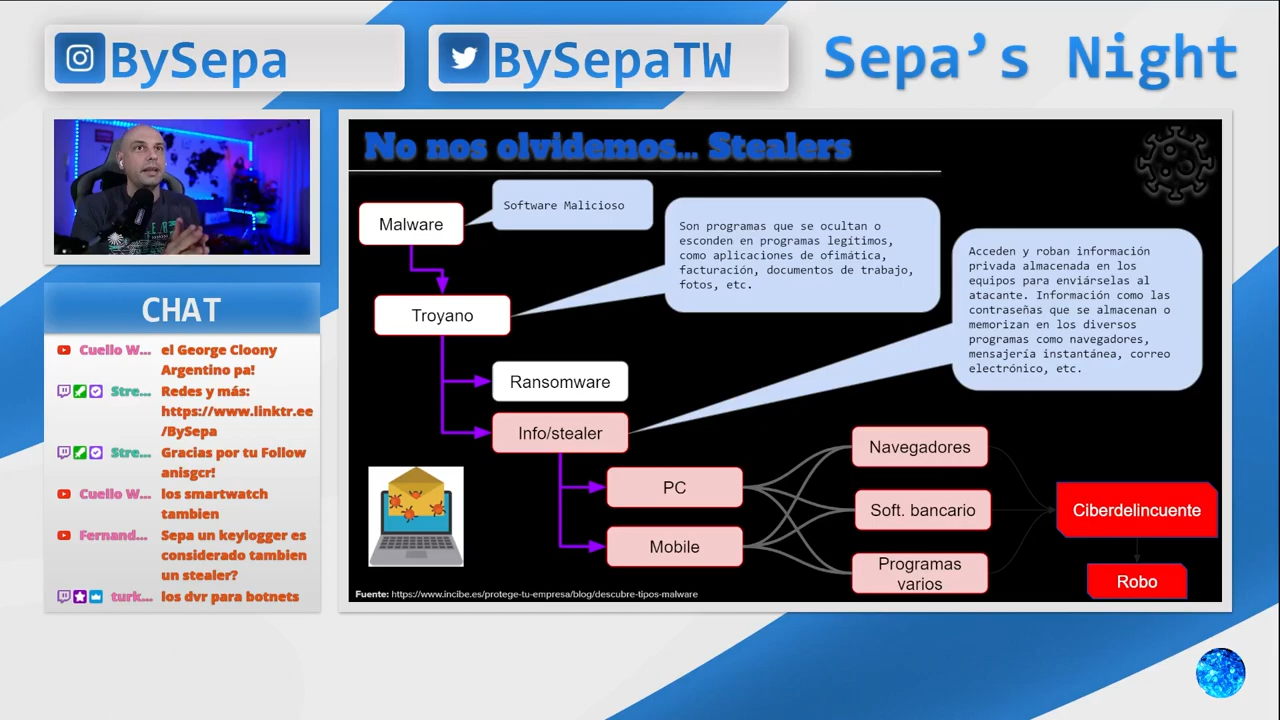 BySepa
BySepaTW
Sepa's Night
No nos olvidemos... Stealers
Malware
Software Malicioso
Son programas que se ocultan o
esconden en programas legítimos,
como aplicaciones de ofimática,
facturación, documentos de trabajo,
fotos, etc.
Acceden y roban información
privada almacenada en los
equipos para enviárselas al
atacante. Información como las
contraseñas que se almacenan o
memorizan en los diversos
programas como navegadores,
mensajería instantánea, correo
electrónico, etc.
Troyano
Ransomware
Info/stealer
PC
Mobile
Navegadores
Soft. bancario
Programas
varios
Ciberdelincuente
Robo
Fuente: https://www.incibe.es/protege-tu-empresa/blog/descubre-tipos-malware
CHAT
Cuello W... el George Cloony
Argentino pa!
Stre... Redes y más:
https://www.linktr.ee
/BySepa
Stre... Gracias por tu Follow
anisgcr!
Cuello W... los smartwatch
tambien
Fernand... Sepa un keylogger es
considerado tambien
un stealer?
turk... los dvr para botnets